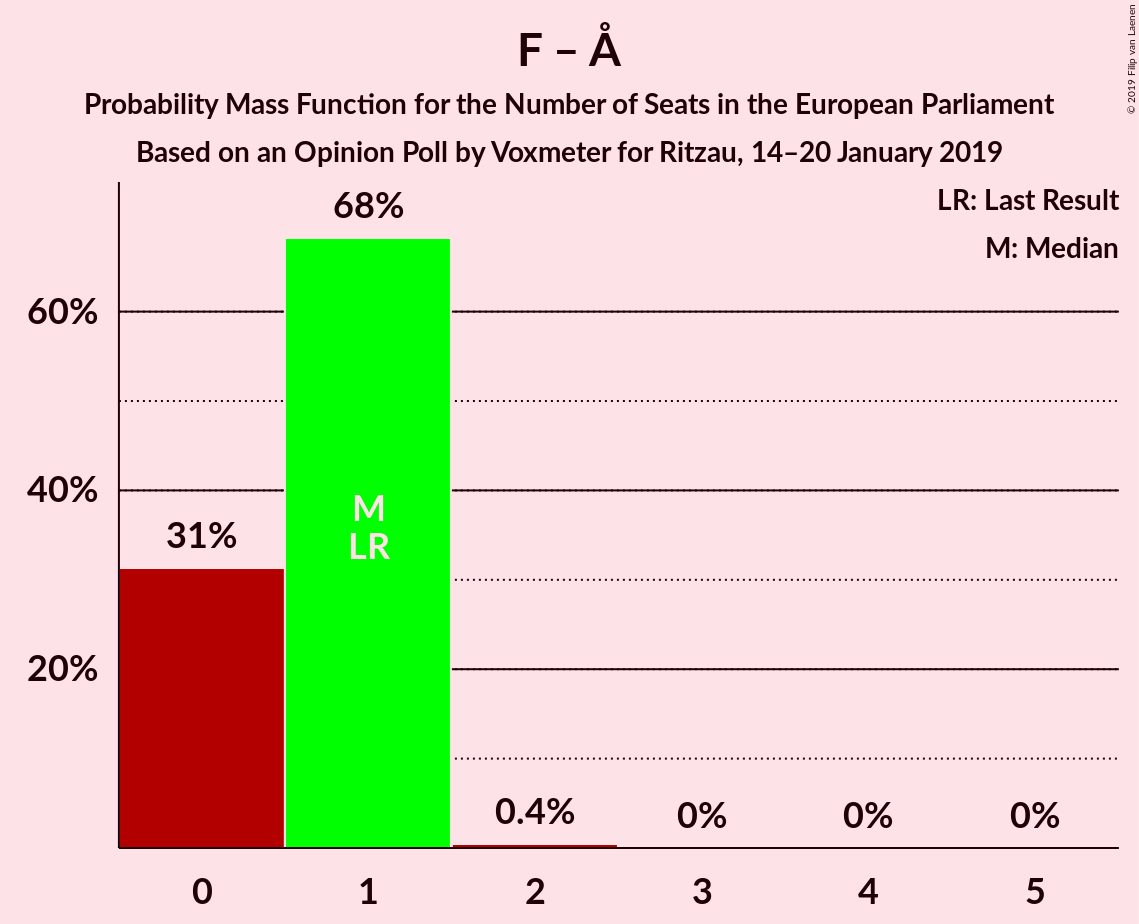 F – Å
Probability Mass Function for the Number of Seats in the European Parliament
Based on an Opinion Poll by Voxmeter for Ritzau, 14–20 January 2019
© 2019 Filip van Laenen
LR: Last Result
M: Median
68%
60%
40%
M
LR
31%
20%
0.4%
0%
0%
0%
0
1
2
3
4
5